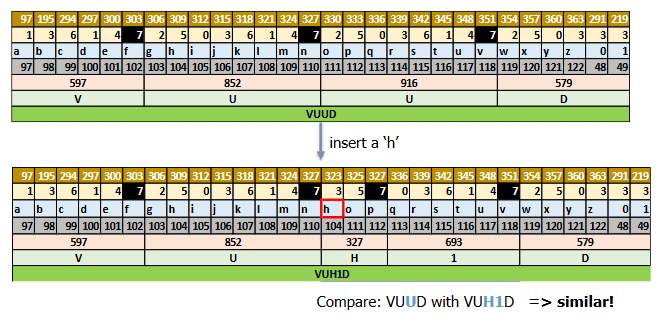 97 195 294 297 300 303 306 309 312 315 318 321 324 327 330 333 336 339 342 345 348 351 354 357 360 363 291 219
1 3 6 1 4 7 2 5 0 3 6 1 4 7 2 5 0 3 6 1 4 7 2 5 0 3 3 3
a b c d e f g h i j k l m n o p q r s t u v w x y z 0 1
97 98 99 100 101 102 103 104 105 106 107 108 109 110 111 112 113 114 115 116 117 118 119 120 121 122 48 49
597 852 916 579
V U U D
VUUD
insert a ‘h’
97 195 294 297 300 303 306 309 312 315 318 321 324 327 323 325 327 336 339 342 345 348 351 354 357 360 363 291 219
1 3 6 1 4 7 2 5 0 3 6 1 4 7 3 5 7 0 3 6 1 4 7 2 5 0 3 3 3
a b c d e f g h i j k l m n h o p q r s t u v w x y z 0 1
97 98 99 100 101 102 103 104 105 106 107 108 109 110 104 111 112 113 114 115 116 117 118 119 120 121 122 48 49
597 852 327 693 579
V U H 1 D
VUH1D
Compare: VUUD with VUH1D => similar!